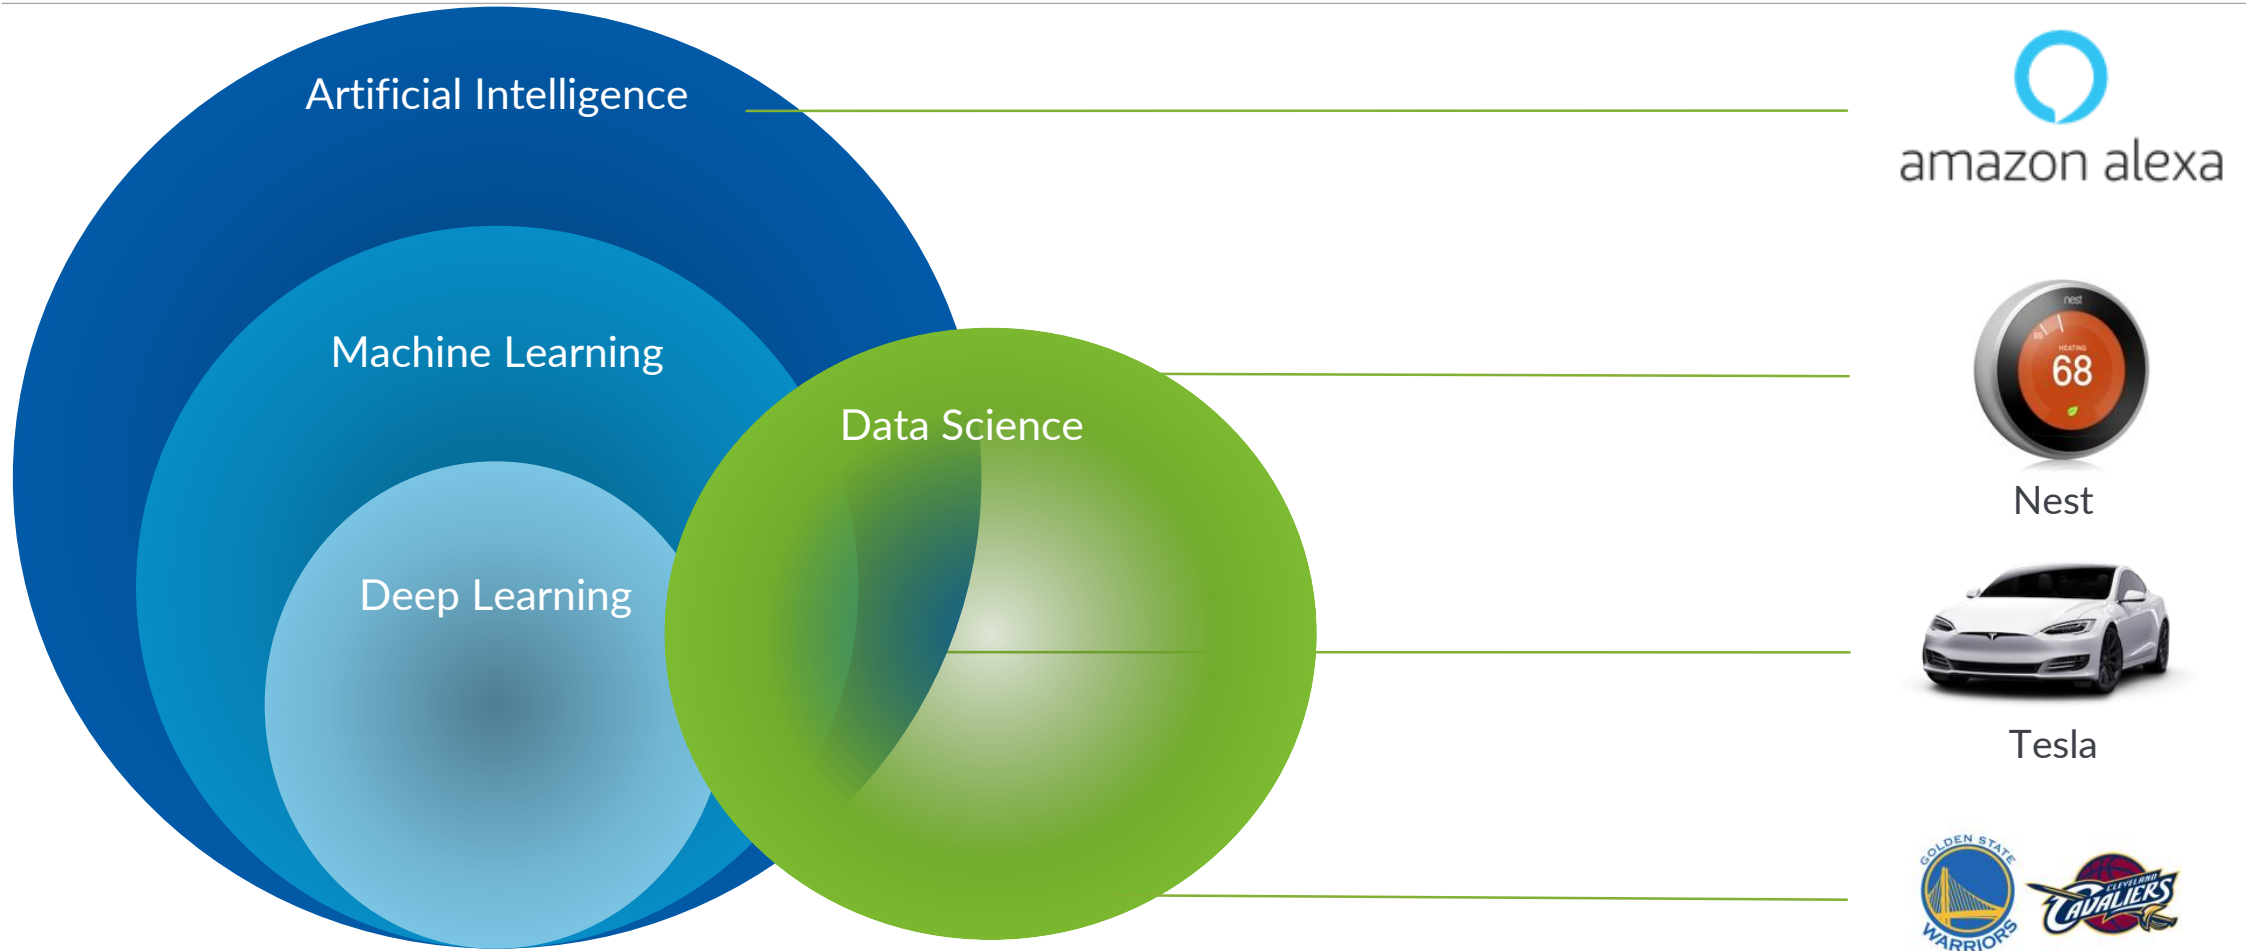 Artificial Intelligence
amazon alexa
Machine Learning
nest
HEATING
68
Data Science
Nest
Deep Learning
Tesla
GOLDEN STATE
WARRIORS
CLEVELAND
CAVALIERS